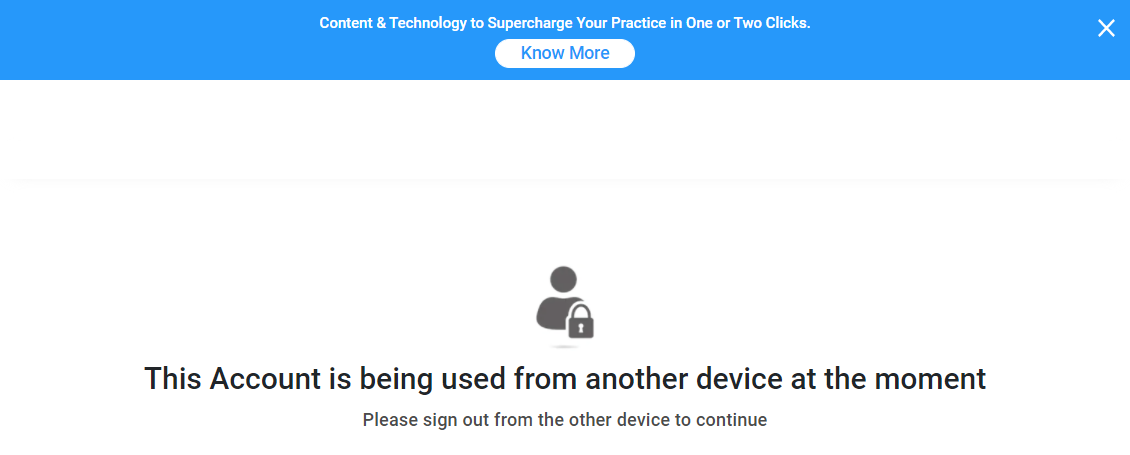 Content & Technology to Supercharge Your Practice in One or Two Clicks.
Know More
This Account is being used from another device at the moment
Please sign out from the other device to continue